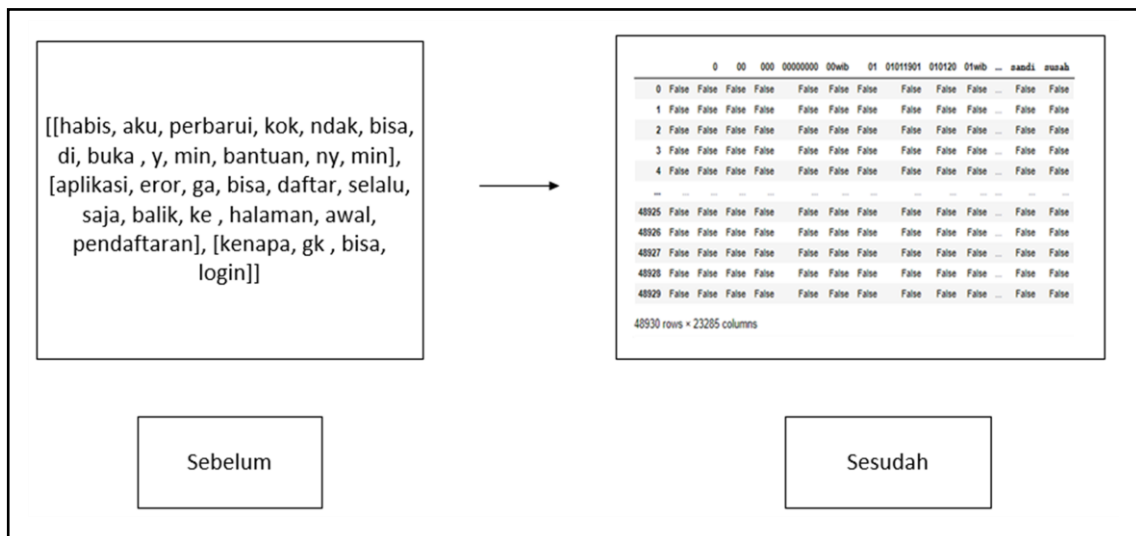 [[habis, aku, perbarui, kok, ndak, bisa,
di, buka , y, min, bantuan, ny, min],
[aplikasi, eror, ga, bisa, daftar, selalu,
saja, balik, ke , halaman, awal,
pendaftaran], [kenapa, gk , bisa,
login]]
0 00 000 00000000 00wib 01 01011901 010120 01wib ... sandi susah
0 False False False False False False False False False False ... False False
1 False False False False False False False False False False ... False False
2 False False False False False False False False False False ... False False
3 False False False False False False False False False False ... False False
4 False False False False False False False False False False ... False False
... ... ... ... ... ... ... ... ... ... ... ... ... ...
48925 False False False False False False False False False False ... False False
48926 False False False False False False False False False False ... False False
48927 False False False False False False False False False False ... False False
48928 False False False False False False False False False False ... False False
48929 False False False False False False False False False False ... False False
48930 rows × 23285 columns
Sebelum
Sesudah